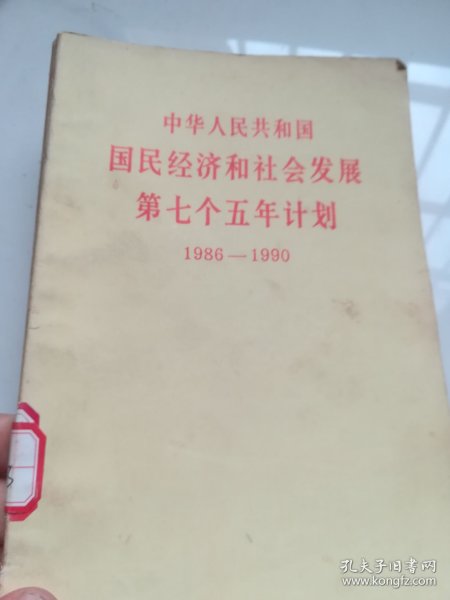 中华人民共和国
国民经济和社会发展
第七个五年计划
1986—1990
3
孔夫子旧书网
www.kongfz.com